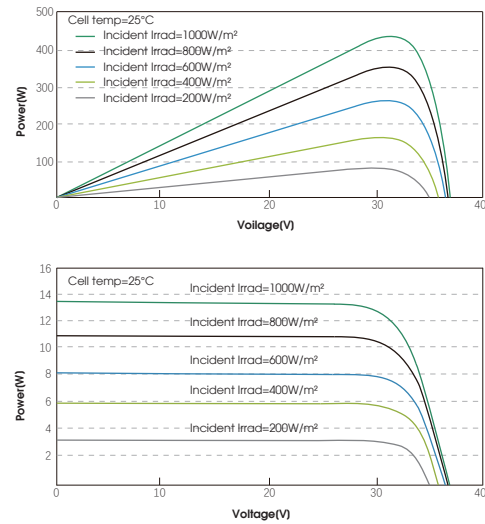 500
Cell temp=25°C
Incident Irrad=1000W/m²
400
Incident Irrad=800W/m²
Incident Irrad=600W/m²
300
Incident Irrad=400W/m²
Incident Irrad=200W/m²
200
100
Power(W)
0
10
20
30
40
Voilage(V)
16
Cell temp=25°C
Incident Irrad=1000W/m²
14
Incident Irrad=800W/m²
12
10
Incident Irrad=600W/m²
8
Incident Irrad=400W/m²
6
Incident Irrad=200W/m²
4
2
Power(W)
0
10
20
30
40
Voltage(V)